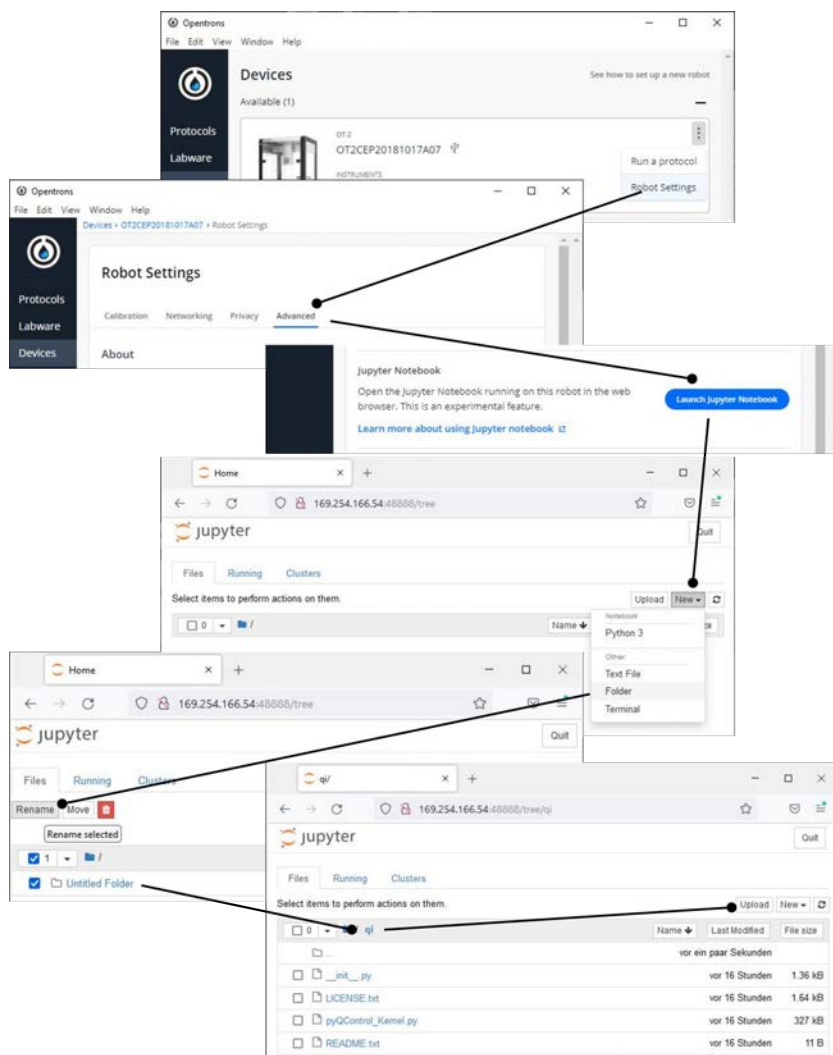 Opentrons
File Edit View Window Help
Devices
See how to set up a new robot
Available (1)
Protocols
Labware
OT-2
OT2CEP20181017A07
INSTRUMENTS
Run a protocol
Robot Settings
Opentrons
File Edit View Window Help
Devices › OT2CEP20181017A07 › Robot Settings
Robot Settings
Protocols
Labware
Devices
Calibration Networking Privacy Advanced
About
Jupyter Notebook
Open the Jupyter Notebook running on this robot in the web
browser. This is an experimental feature.
Learn more about using Jupyter notebook
Launch Jupyter Notebook
Home
169.254.166.54:48888/tree
jupyter
Quit
Files Running Clusters
Select items to perform actions on them.
Upload New
0 /
Name
Notebook:
Python 3
Other:
Text File
Folder
Terminal
Home
169.254.166.54:48888/tree
jupyter
Quit
Files Running Clusters
Rename Move
Rename selected
1 /
Untitled Folder
qi/
169.254.166.54:48888/tree/qi
jupyter
Quit
Files Running Clusters
Select items to perform actions on them.
Upload New
0 / qi
Name Last Modified File size
.. vor ein paar Sekunden
__init__.py vor 16 Stunden 1.36 kB
LICENSE.txt vor 16 Stunden 1.64 kB
pyQControl_Kernel.py vor 16 Stunden 327 kB
README.txt vor 16 Stunden 11 B